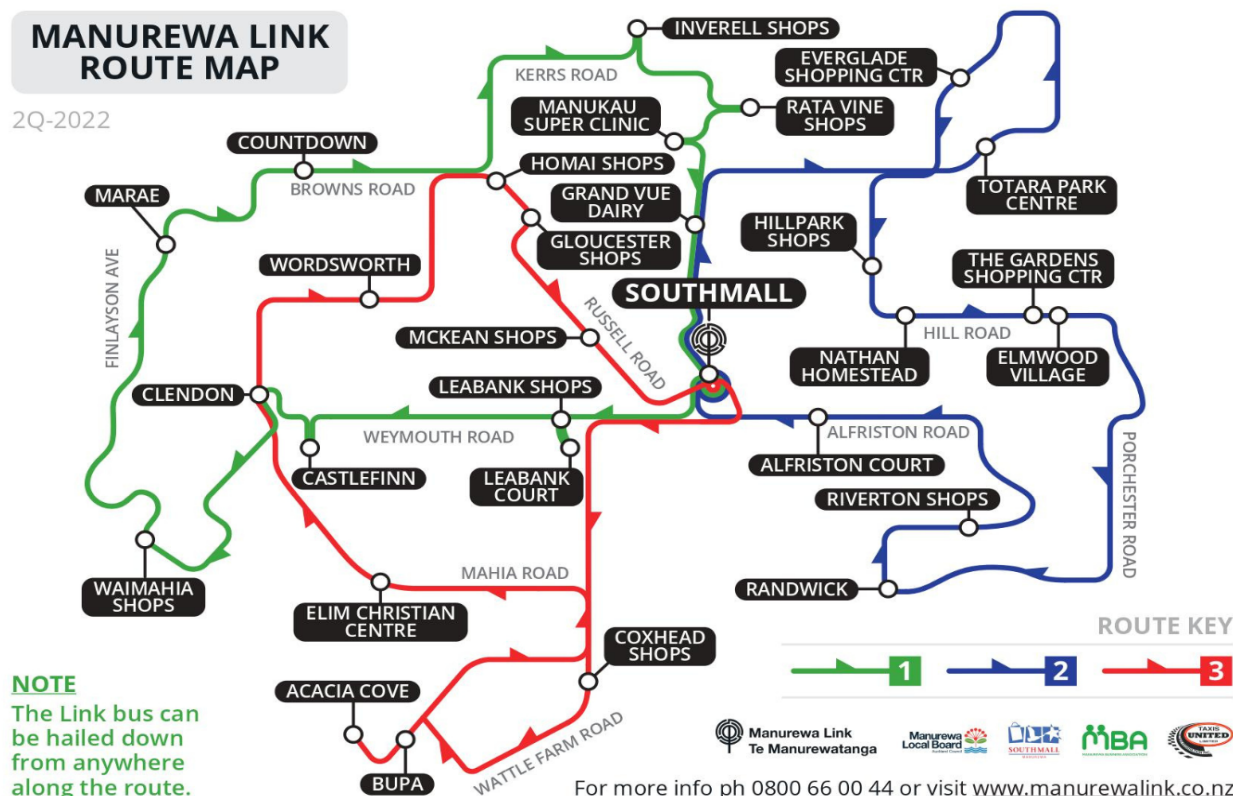 MANUREWA LINK
ROUTE MAP
2Q-2022
INVERELL SHOPS
KERRS ROAD
EVERGLADE
SHOPPING CTR
MANUKAU
SUPER CLINIC
RATA VINE
SHOPS
COUNTDOWN
BROWNS ROAD
HOMAI SHOPS
MARAE
GRAND VUE
DAIRY
TOTARA PARK
CENTRE
GLOUCESTER
SHOPS
HILLPARK
SHOPS
FINLAYSON AVE
WORDSWORTH
THE GARDENS
SHOPPING CTR
SOUTHMALL
RUSSELL ROAD
MCKEAN SHOPS
HILL ROAD
NATHAN
HOMESTEAD
ELMWOOD
VILLAGE
CLENDON
LEABANK SHOPS
WEYMOUTH ROAD
ALFRISTON ROAD
CASTLEFINN
LEABANK
COURT
ALFRISTON COURT
PORCHESTER ROAD
RIVERTON SHOPS
WAIMAHIA
SHOPS
MAHIA ROAD
RANDWICK
ELIM CHRISTIAN
CENTRE
COXHEAD
SHOPS
ROUTE KEY
1
2
3
NOTE
The Link bus can
be hailed down
from anywhere
along the route.
ACACIA COVE
BUPA
WATTLE FARM ROAD
Manurewa Link
Te Manurewatanga
Manurewa
Local Board
SOUTHMALL
MBA
TAXIS
UNITED
For more info ph 0800 66 00 44 or visit www.manurewalink.co.nz